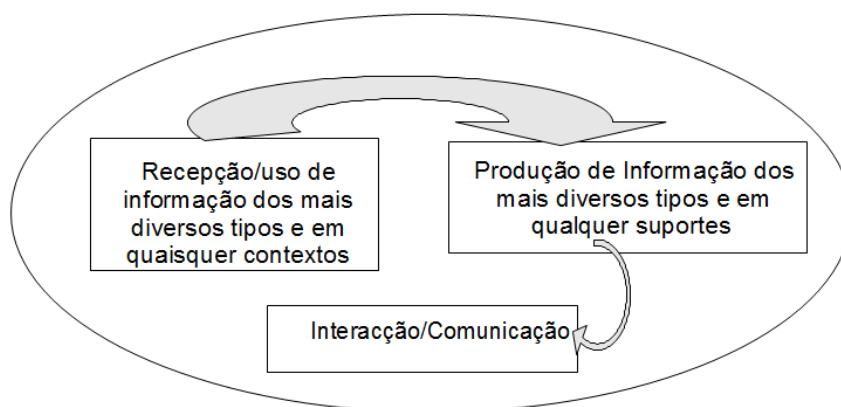 Recepção/uso de
informação dos mais
diversos tipos e em
quaisquer contextos
Produção de Informação dos
mais diversos tipos e em
qualquer suportes
Interacção/Comunicação